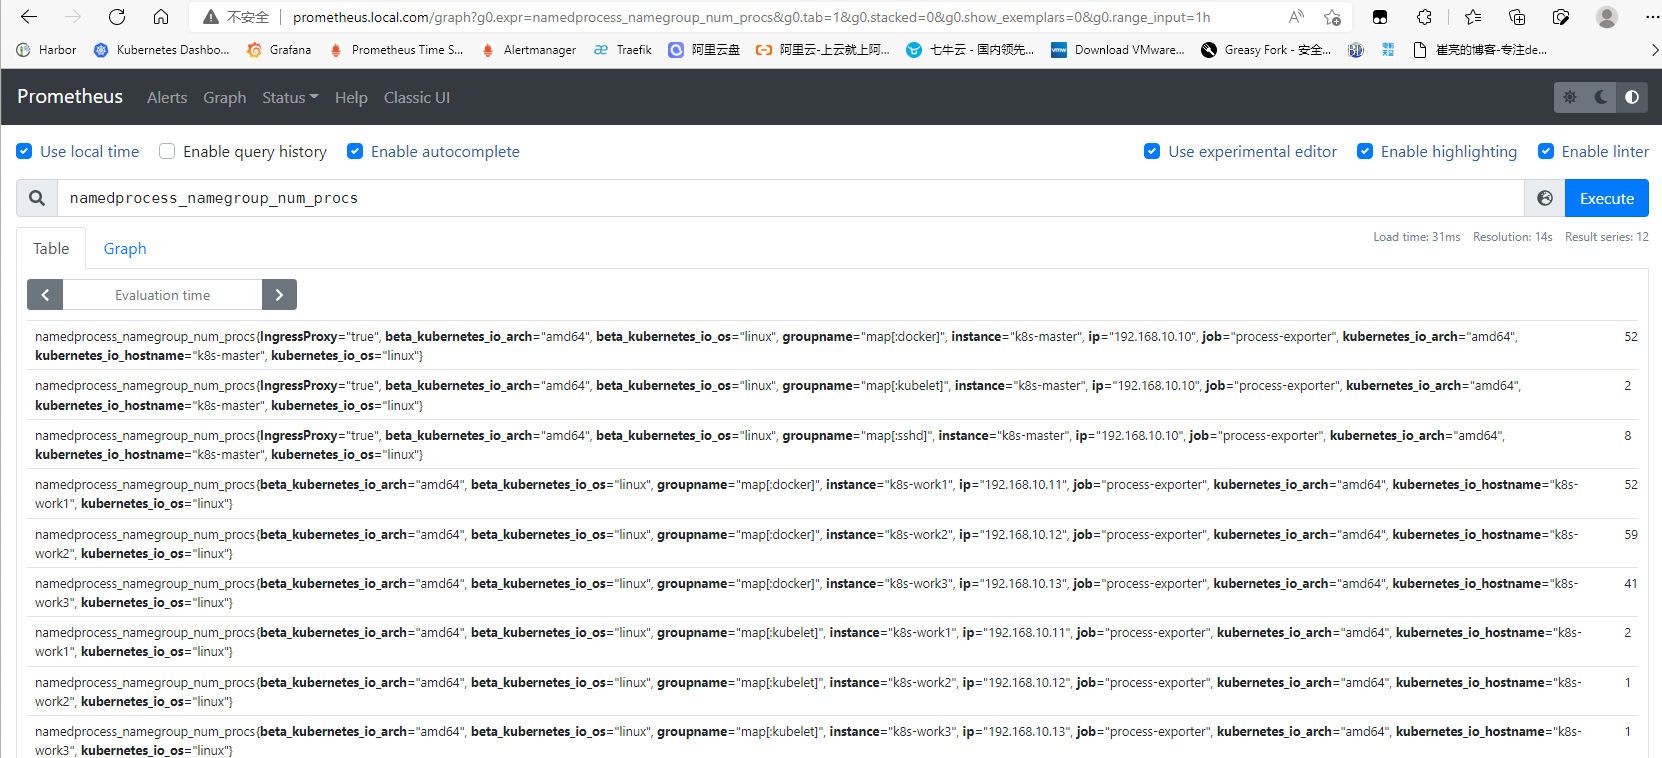 不安全 prometheus.local.com/graph?g0.expr=namedprocess_namegroup_num_procs&g0.tab=1&g0.stacked=0&g0.show_exemplars=0&g0.range_input=1h
Harbor Kubernetes Dashbo... Grafana Prometheus Time S... Alertmanager Traefik 阿里云盘 阿里云-上云就上阿... 七牛云 - 国内领先... Download VMware... Greasy Fork - 安全... 崔亮的博客-专注de...
Prometheus Alerts Graph Status Help Classic UI
Use local time Enable query history Enable autocomplete Use experimental editor Enable highlighting Enable linter
namedprocess_namegroup_num_procs Execute
Table Graph Load time: 31ms Resolution: 14s Result series: 12
Evaluation time
namedprocess_namegroup_num_procs{IngressProxy="true", beta_kubernetes_io_arch="amd64", beta_kubernetes_io_os="linux", groupname="map[:docker]", instance="k8s-master", ip="192.168.10.10", job="process-exporter", kubernetes_io_arch="amd64", 52
kubernetes_io_hostname="k8s-master", kubernetes_io_os="linux"}
namedprocess_namegroup_num_procs{IngressProxy="true", beta_kubernetes_io_arch="amd64", beta_kubernetes_io_os="linux", groupname="map[:kubelet]", instance="k8s-master", ip="192.168.10.10", job="process-exporter", kubernetes_io_arch="amd64", 2
kubernetes_io_hostname="k8s-master", kubernetes_io_os="linux"}
namedprocess_namegroup_num_procs{IngressProxy="true", beta_kubernetes_io_arch="amd64", beta_kubernetes_io_os="linux", groupname="map[:sshd]", instance="k8s-master", ip="192.168.10.10", job="process-exporter", kubernetes_io_arch="amd64", 8
kubernetes_io_hostname="k8s-master", kubernetes_io_os="linux"}
namedprocess_namegroup_num_procs{beta_kubernetes_io_arch="amd64", beta_kubernetes_io_os="linux", groupname="map[:docker]", instance="k8s-work1", ip="192.168.10.11", job="process-exporter", kubernetes_io_arch="amd64", kubernetes_io_hostname="k8s- 52
work1", kubernetes_io_os="linux"}
namedprocess_namegroup_num_procs{beta_kubernetes_io_arch="amd64", beta_kubernetes_io_os="linux", groupname="map[:docker]", instance="k8s-work2", ip="192.168.10.12", job="process-exporter", kubernetes_io_arch="amd64", kubernetes_io_hostname="k8s- 59
work2", kubernetes_io_os="linux"}
namedprocess_namegroup_num_procs{beta_kubernetes_io_arch="amd64", beta_kubernetes_io_os="linux", groupname="map[:docker]", instance="k8s-work3", ip="192.168.10.13", job="process-exporter", kubernetes_io_arch="amd64", kubernetes_io_hostname="k8s- 41
work3", kubernetes_io_os="linux"}
namedprocess_namegroup_num_procs{beta_kubernetes_io_arch="amd64", beta_kubernetes_io_os="linux", groupname="map[:kubelet]", instance="k8s-work1", ip="192.168.10.11", job="process-exporter", kubernetes_io_arch="amd64", kubernetes_io_hostname="k8s- 2
work1", kubernetes_io_os="linux"}
namedprocess_namegroup_num_procs{beta_kubernetes_io_arch="amd64", beta_kubernetes_io_os="linux", groupname="map[:kubelet]", instance="k8s-work2", ip="192.168.10.12", job="process-exporter", kubernetes_io_arch="amd64", kubernetes_io_hostname="k8s- 1
work2", kubernetes_io_os="linux"}
namedprocess_namegroup_num_procs{beta_kubernetes_io_arch="amd64", beta_kubernetes_io_os="linux", groupname="map[:kubelet]", instance="k8s-work3", ip="192.168.10.13", job="process-exporter", kubernetes_io_arch="amd64", kubernetes_io_hostname="k8s- 1
work3", kubernetes_io_os="linux"}